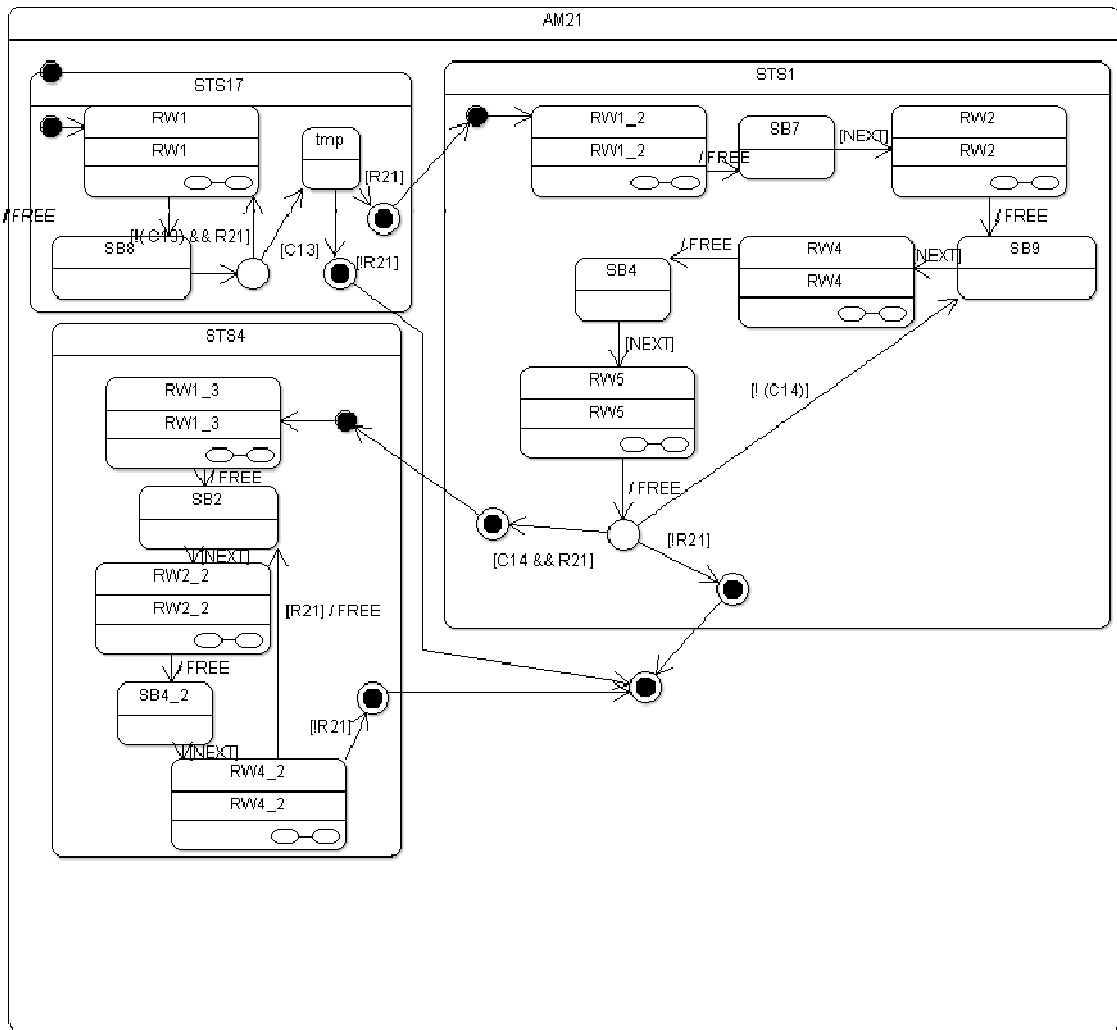 AM21
STS17
RW1
RW1
tmp
[R21]
/ FREE
[!( C13) && R21]
SB8
[C13]
[!R21]
STS1
RW1_2
RW1_2
/ FREE
SB7
[NEXT]
RW2
RW2
/ FREE
SB9
[NEXT]
RW4
RW4
/ FREE
SB4
[NEXT]
RW5
RW5
/ FREE
[! (C14)]
[C14 && R21]
[!R21]
STS4
RW1_3
RW1_3
/ FREE
SB2
/[NEXT]
RW2_2
RW2_2
[R21] / FREE
/ FREE
SB4_2
/[NEXT]
[!R21]
RW4_2
RW4_2